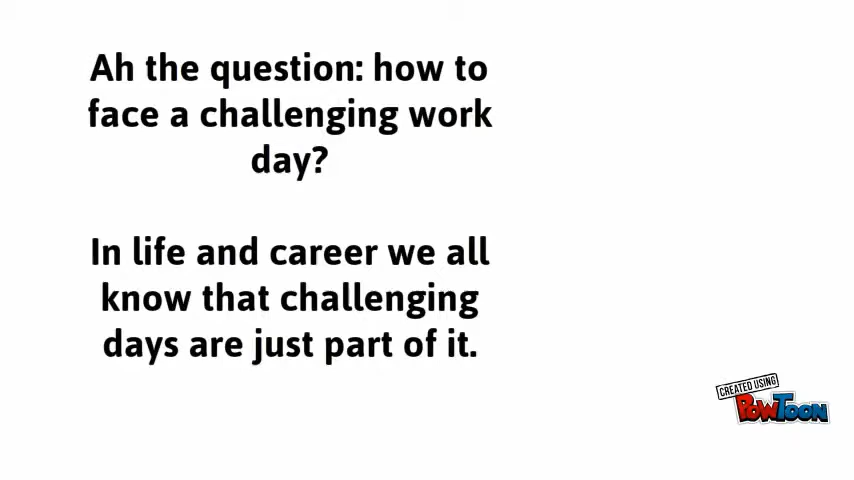 Ah the question: how to
face a challenging work
day?
In life and career we all
know that challenging
days are just part of it.
CREATED USING
POWTOON